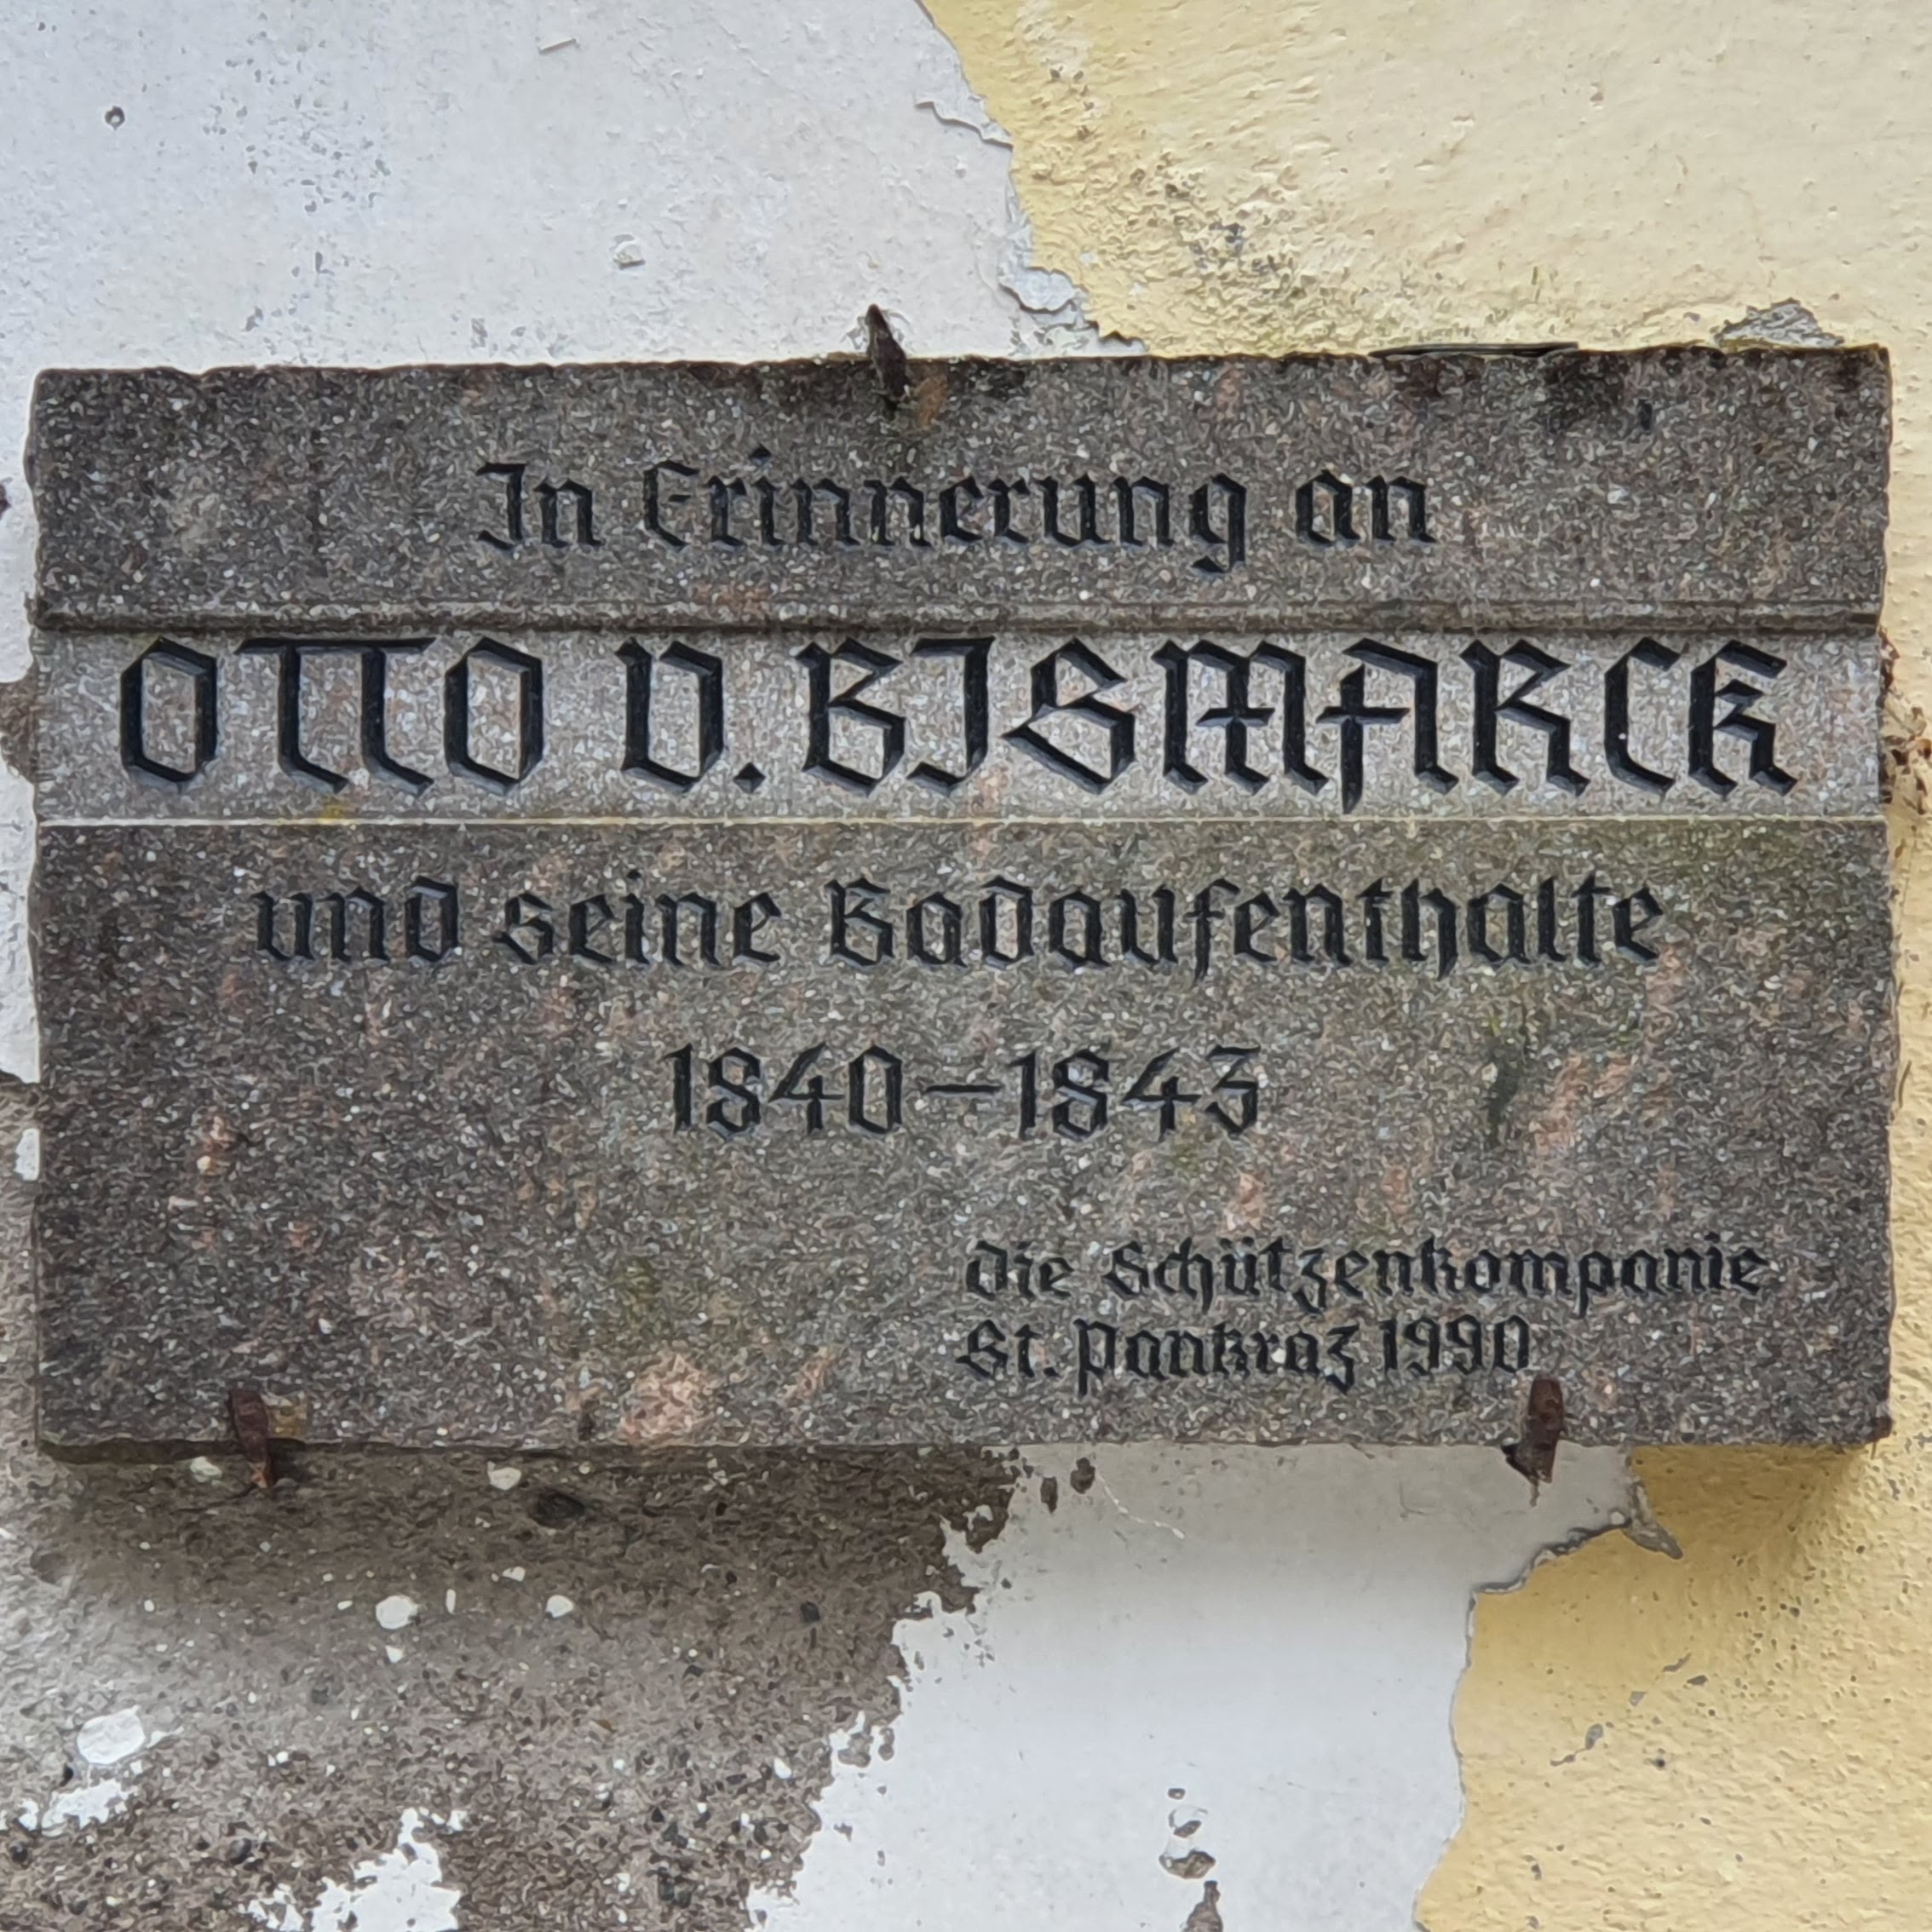 In Erinnerung an
OTTO V. BISMARCK
und seine Badaufenthalte
1840–1843
Die Schützenkompanie
St. Pankraz 1990